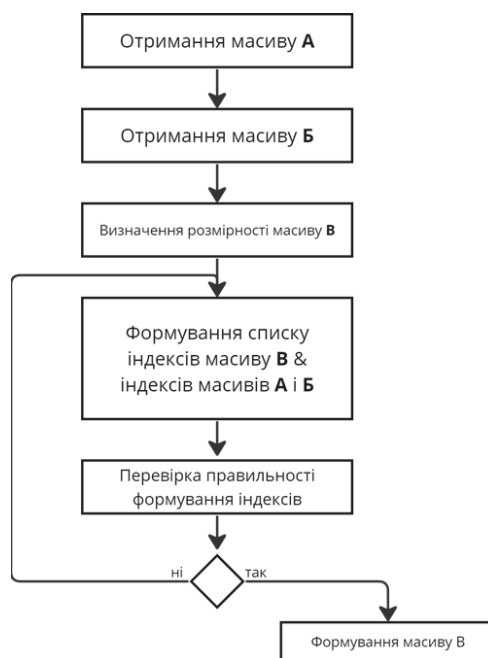 Отримання масиву А
Отримання масиву Б
Визначення розмірності масиву В
Формування списку
індексів масиву В &
індексів масивів А і Б
Перевірка правильності
формування індексів
ні
так
Формування масиву В